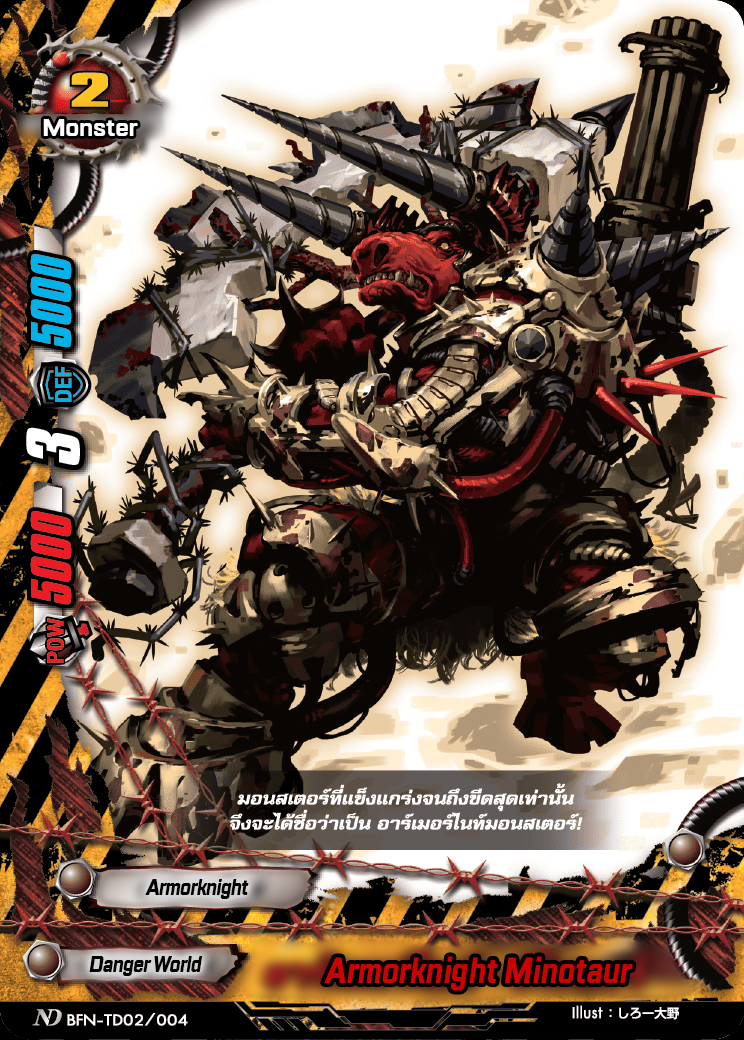 2
Monster
5000
DEF
3
5000
POW
มอนสเตอร์ที่แข็งแกร่งจนถึงขีดสุดเท่านั้น
จึงจะได้ชื่อว่าเป็น อาร์เมอร์ไนท์มอนสเตอร์!
Armorknight
Danger World
Armorknight Minotaur
ND BFN-TD02/004
Illust : しろー大野